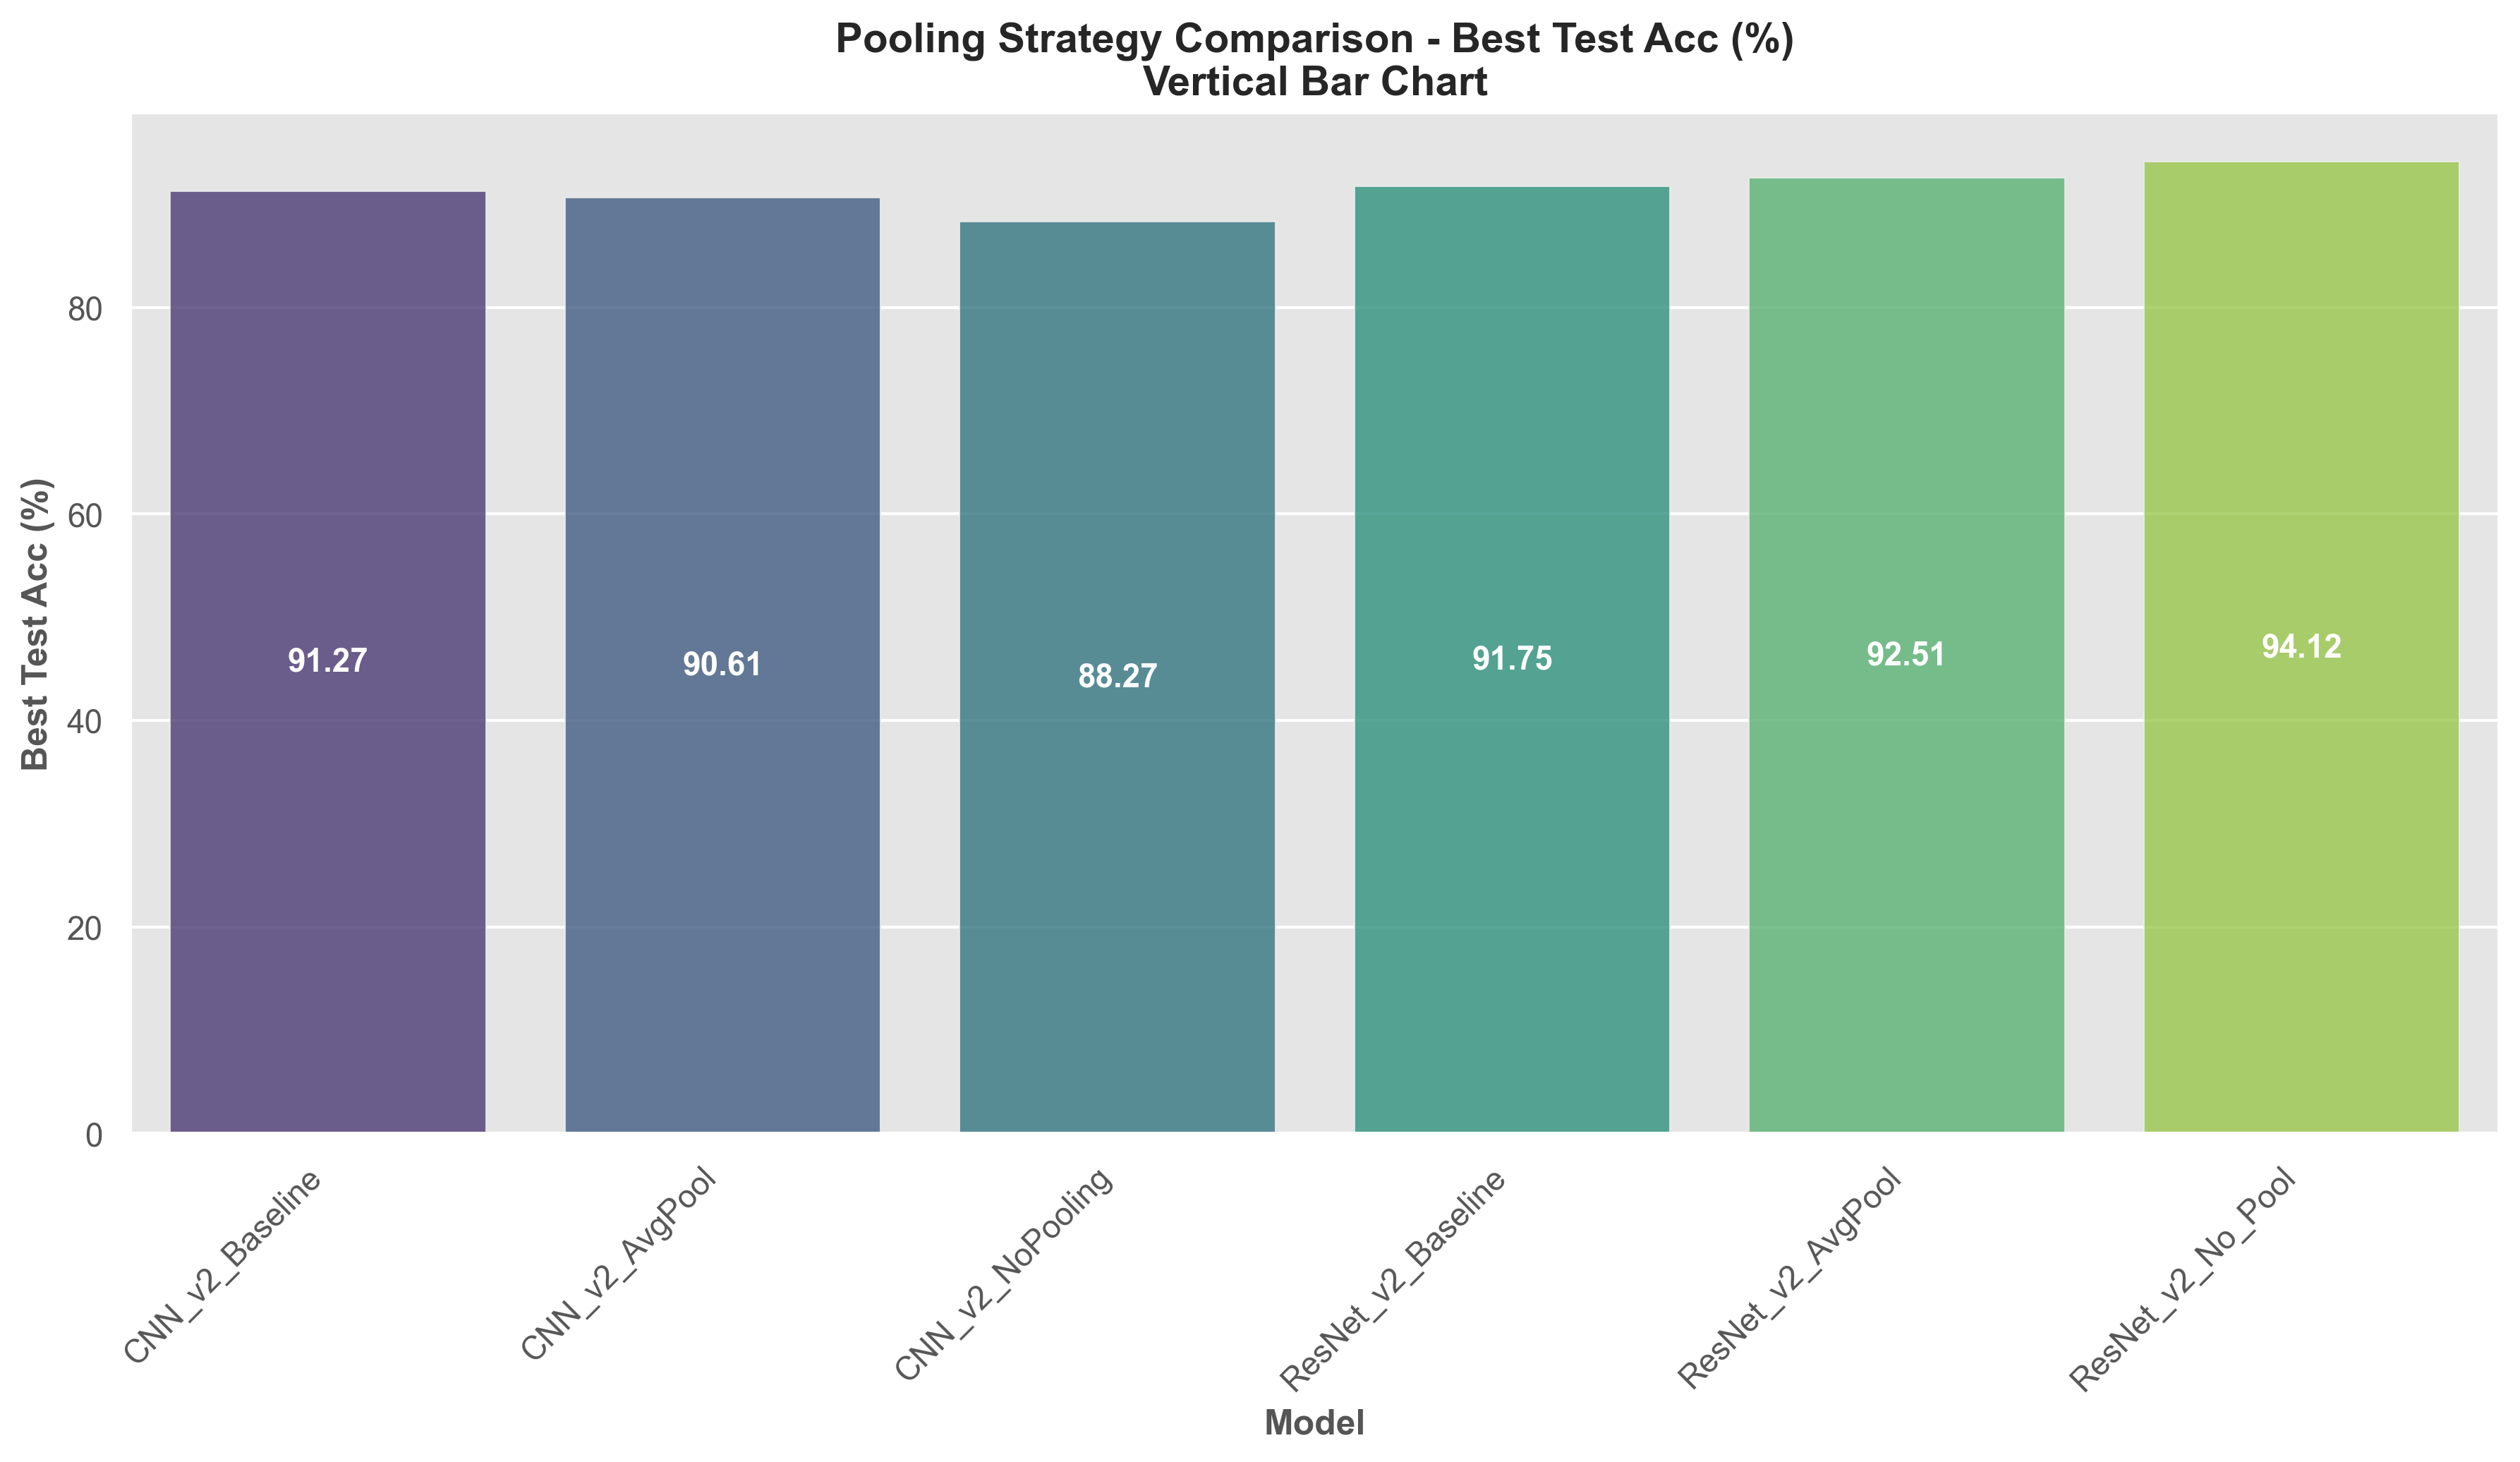 Pooling Strategy Comparison - Best Test Acc (%)
Vertical Bar Chart
Best Test Acc (%)
80
60
40
20
0
91.27
90.61
88.27
91.75
92.51
94.12
CNN_v2_Baseline
CNN_v2_AvgPool
CNN_v2_NoPooling
ResNet_v2_Baseline
ResNet_v2_AvgPool
ResNet_v2_No_Pool
Model